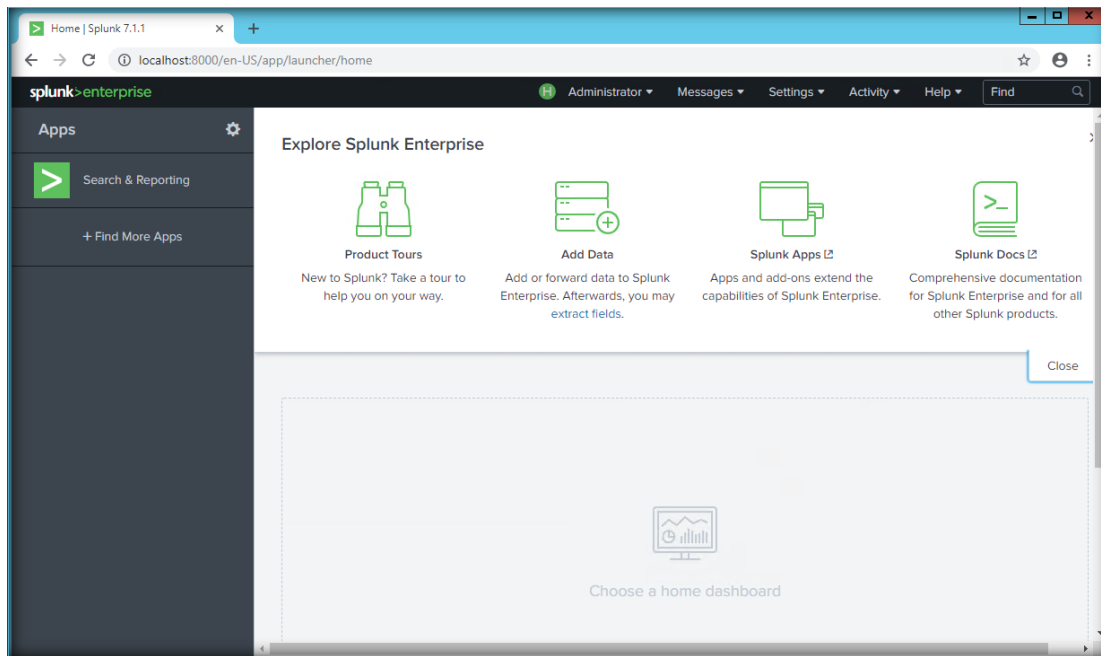 Home | Splunk 7.1.1
localhost:8000/en-US/app/launcher/home
splunk>enterprise
H Administrator Messages Settings Activity Help Find
Apps
Search & Reporting
+ Find More Apps
Explore Splunk Enterprise
Product Tours
New to Splunk? Take a tour to
help you on your way.
Add Data
Add or forward data to Splunk
Enterprise. Afterwards, you may
extract fields.
Splunk Apps
Apps and add-ons extend the
capabilities of Splunk Enterprise.
Splunk Docs
Comprehensive documentation
for Splunk Enterprise and for all
other Splunk products.
Close
Choose a home dashboard